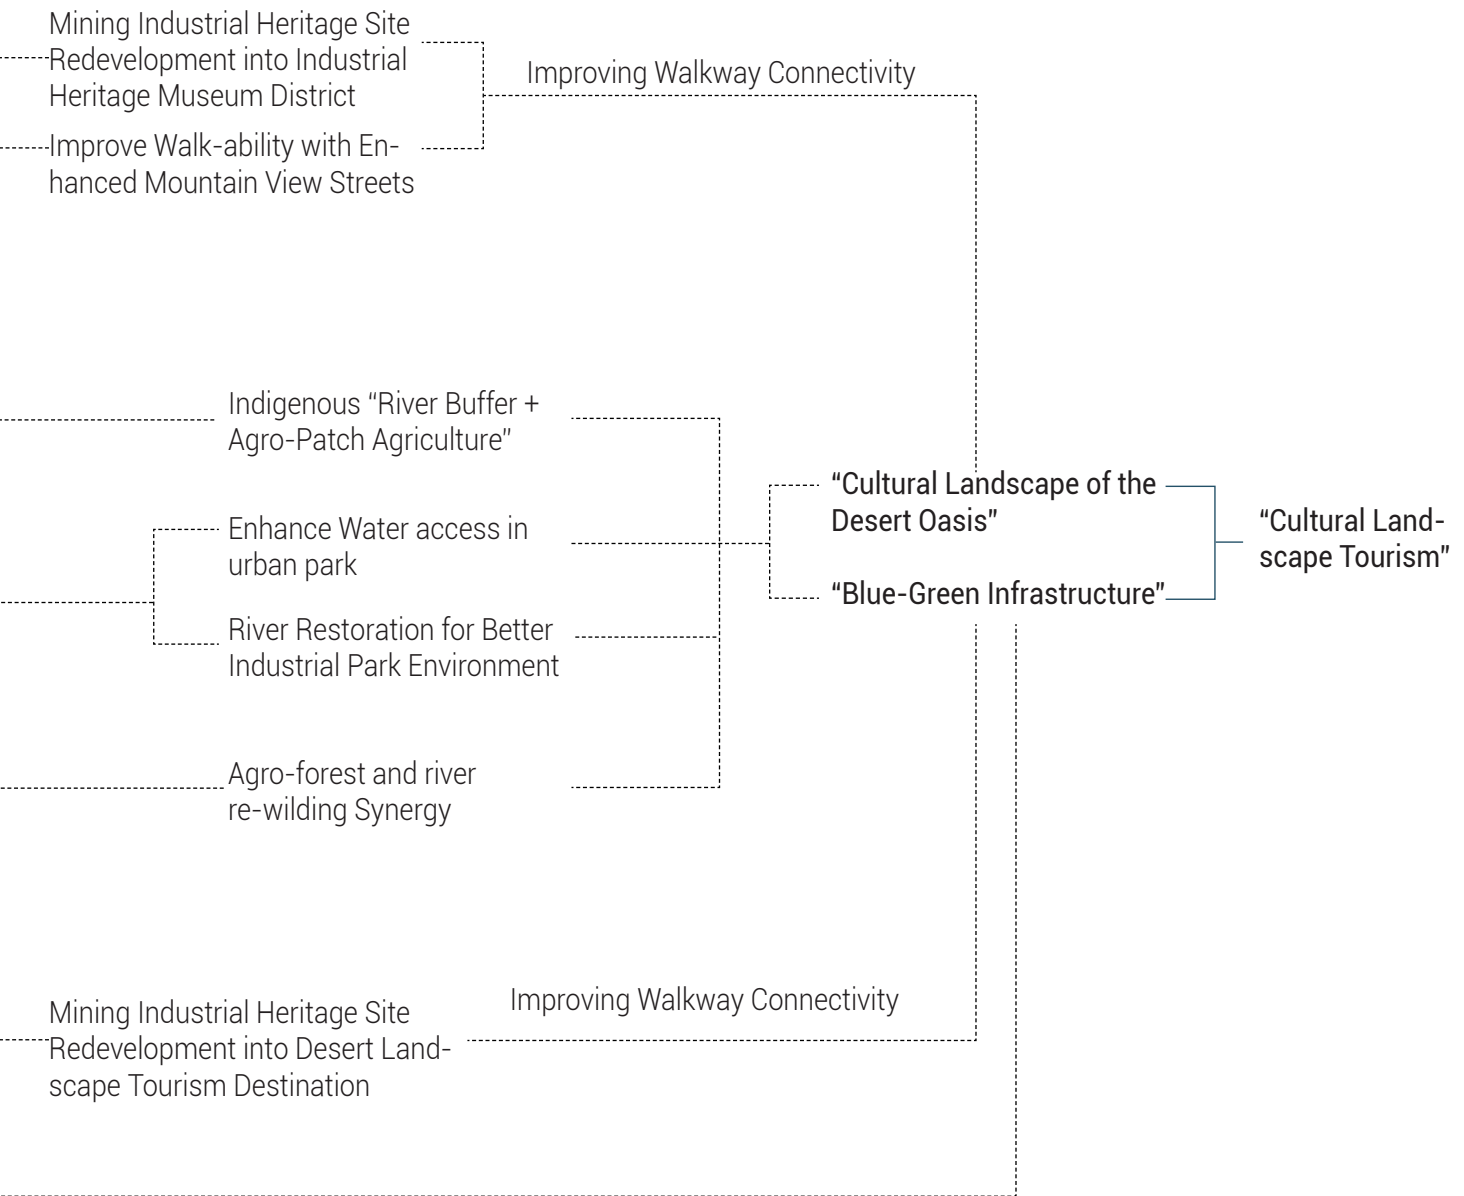 Mining Industrial Heritage Site
Redevelopment into Industrial
Heritage Museum District
Improving Walkway Connectivity
Improve Walk-ability with En-
hanced Mountain View Streets
Indigenous “River Buffer +
Agro-Patch Agriculture”
Enhance Water access in
urban park
River Restoration for Better
Industrial Park Environment
Agro-forest and river
re-wilding Synergy
“Cultural Landscape of the
Desert Oasis”
“Blue-Green Infrastructure”
“Cultural Land-
scape Tourism”
Mining Industrial Heritage Site
Redevelopment into Desert Land-
scape Tourism Destination
Improving Walkway Connectivity